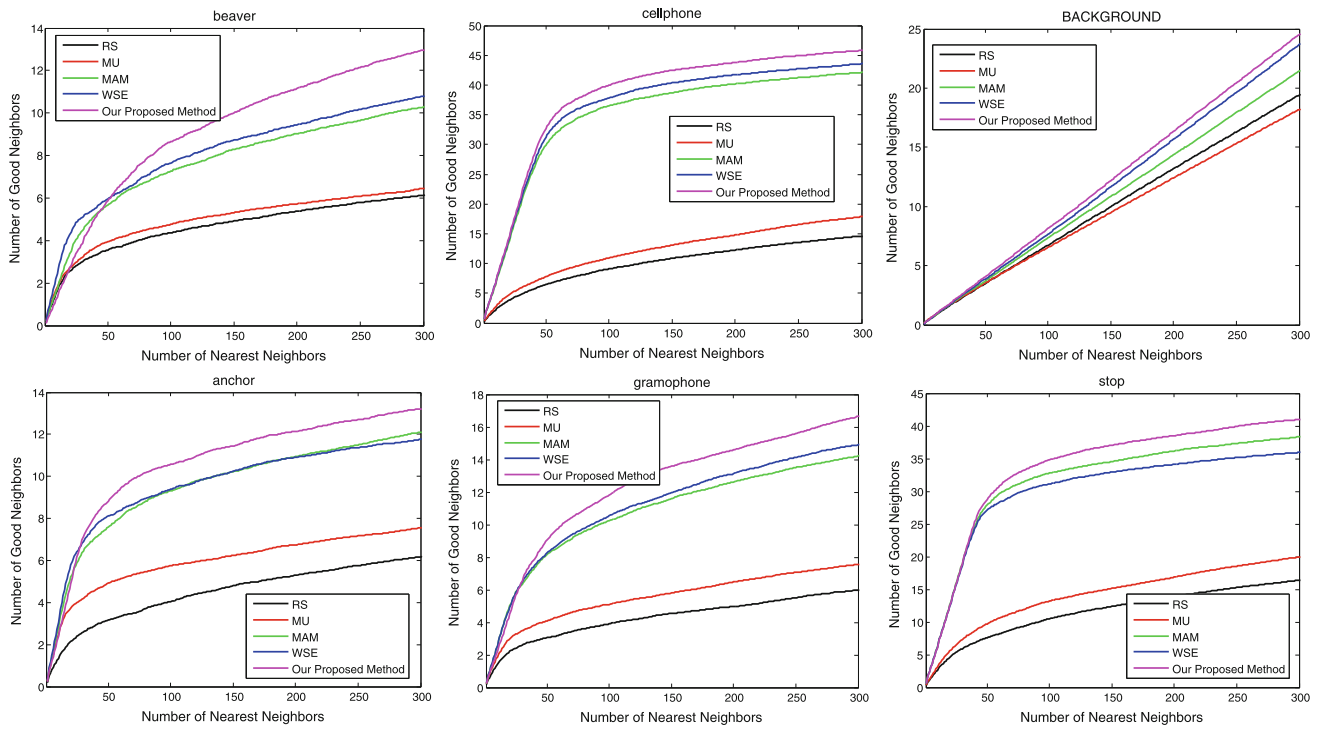 beaver
14
12
10
8
6
4
2
0
50
100
150
200
250
300
Number of Good Neighbors
Number of Nearest Neighbors
RS
MU
MAM
WSE
Our Proposed Method
cellphone
50
45
40
35
30
25
20
15
10
5
0
50
100
150
200
250
300
Number of Good Neighbors
Number of Nearest Neighbors
RS
MU
MAM
WSE
Our Proposed Method
BACKGROUND
25
20
15
10
5
0
50
100
150
200
250
300
Number of Good Neighbors
Number of Nearest Neighbors
RS
MU
MAM
WSE
Our Proposed Method
anchor
14
12
10
8
6
4
2
0
50
100
150
200
250
300
Number of Good Neighbors
Number of Nearest Neighbors
RS
MU
MAM
WSE
Our Proposed Method
gramophone
18
16
14
12
10
8
6
4
2
0
50
100
150
200
250
300
Number of Good Neighbors
Number of Nearest Neighbors
RS
MU
MAM
WSE
Our Proposed Method
stop
45
40
35
30
25
20
15
10
5
0
50
100
150
200
250
300
Number of Good Neighbors
Number of Nearest Neighbors
RS
MU
MAM
WSE
Our Proposed Method